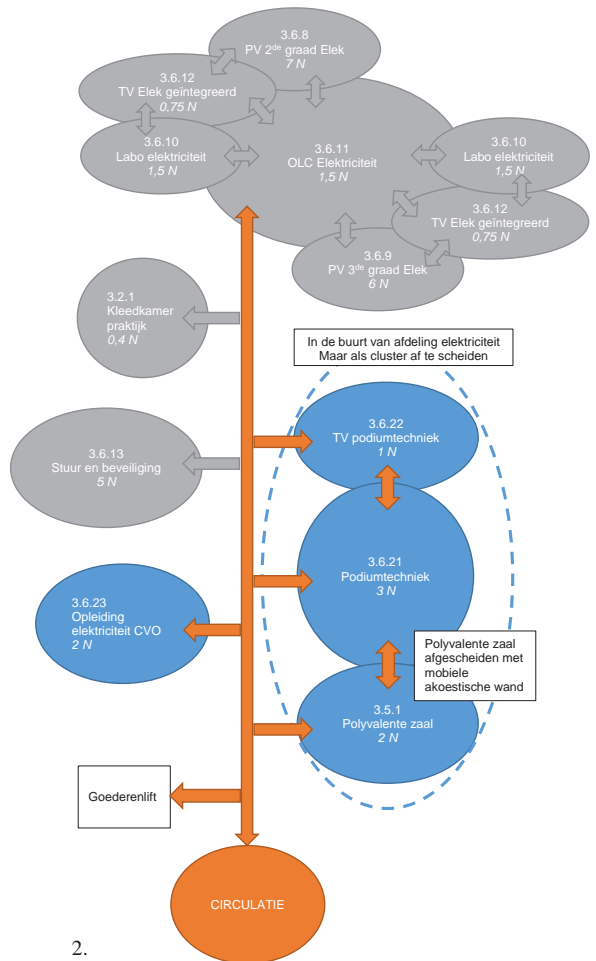 3.6.8
PV 2de graad Elek
7 N
3.6.12
TV Elek geïntegreerd
0.75 N
3.6.10
Labo elektriciteit
1,5 N
3.6.11
OLC Elektriciteit
1,5 N
3.6.10
Labo elektriciteit
1,5 N
3.6.12
TV Elek geïntegreerd
0,75 N
3.6.9
PV 3de graad Elek
6 N
3.2.1
Kleedkamer
praktijk
0,4 N
In de buurt van afdeling elektriciteit
Maar als cluster af te scheiden
3.6.22
TV podiumtechniek
1 N
3.6.13
Stuur en beveiliging
5 N
3.6.21
Podiumtechniek
3 N
3.6.23
Opleiding
elektriciteit CVO
2 N
Polyvalente zaal
afgescheiden met
mobiele
akoestische wand
3.5.1
Polyvalente zaal
2 N
Goederenlift
CIRCULATIE
2.